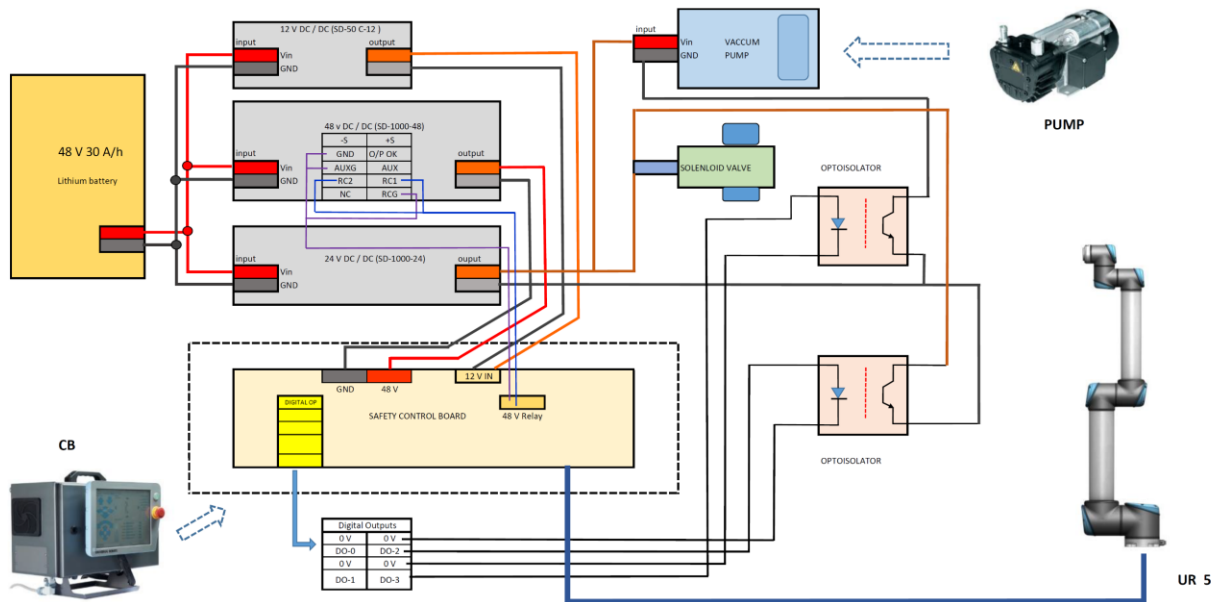 12 V DC / DC (SD-50 C-12 )
input
output
Vin
GND
input
VACCUM
PUMP
Vin
GND
PUMP
48 V 30 A/h
Lithium battery
48 v DC / DC (SD-1000-48)
-S
+S
GND
O/P OK
AUXG
AUX
RC2
RC1
NC
RCG
input
output
Vin
GND
SOLENLOID VALVE
OPTOISOLATOR
24 V DC / DC (SD-1000-24)
input
ouput
Vin
GND
GND
48 V
12 V IN
DIGITAL OP
SAFETY CONTROL BOARD
48 V Relay
OPTOISOLATOR
CB
Digital Outputs
0 V
0 V
DO-0
DO-2
0 V
0 V
DO-1
DO-3
UR 5